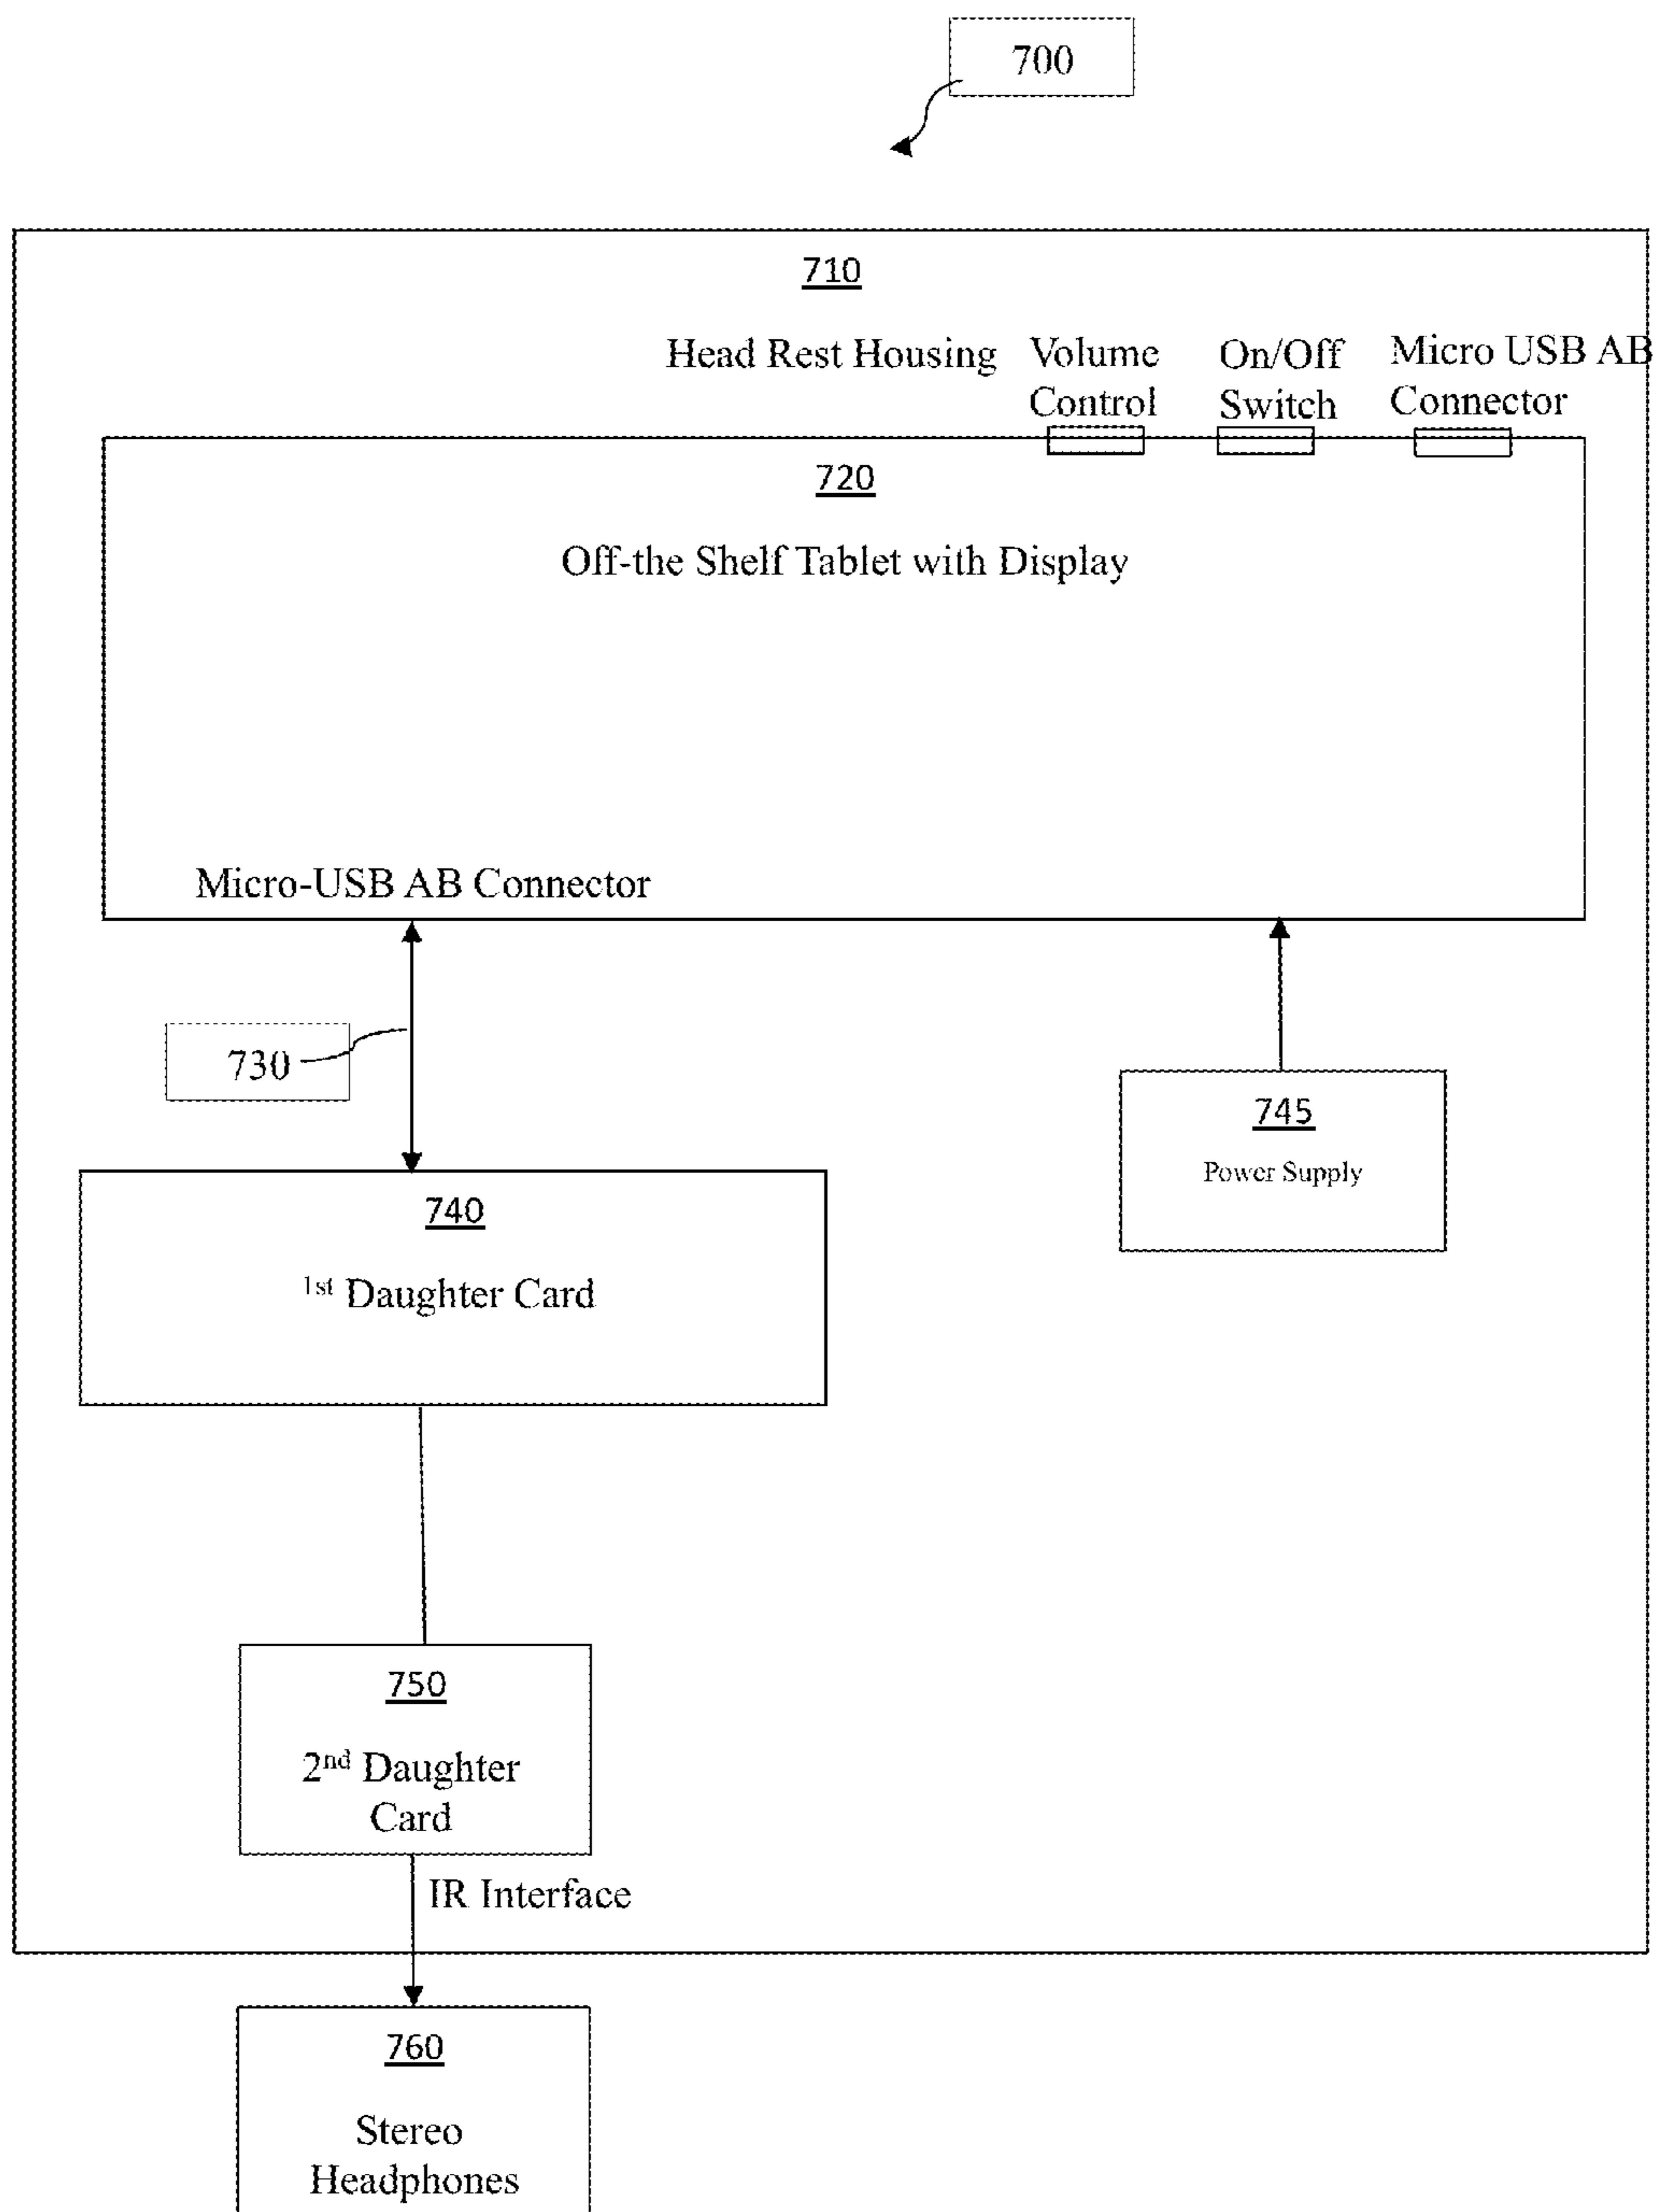 700
710
Head Rest Housing
Volume
Control
On/Off
Switch
Micro USB AB
Connector
720
Off-the Shelf Tablet with Display
Micro-USB AB Connector
730
745
Power Supply
740
1st Daughter Card
750
2nd Daughter
Card
IR Interface
760
Stereo
Headphones